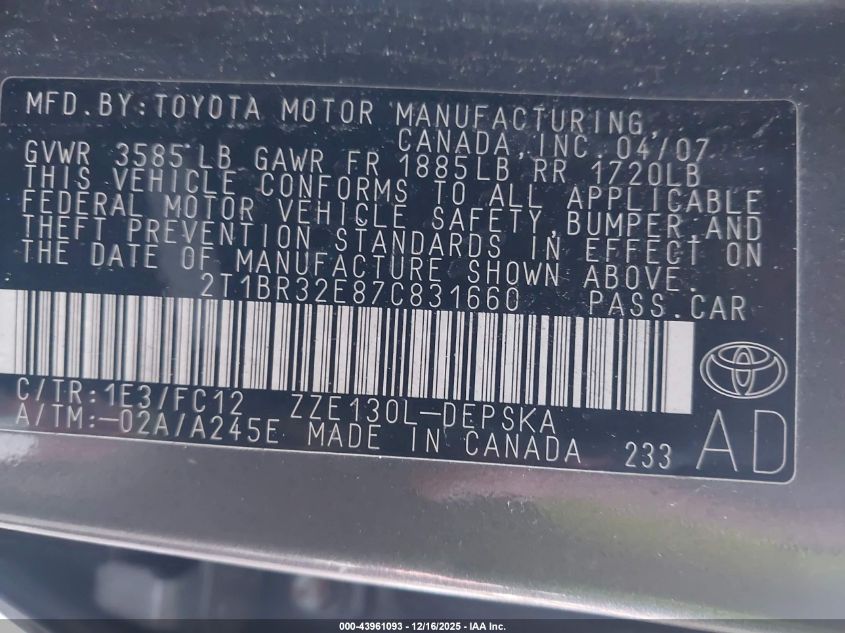 MFD.BY:TOYOTA MOTOR MANUFACTURING,
CANADA, INC. 04/07
GVWR 3585LB GAWR FR 1885LB RR 1720LB
THIS VEHICLE CONFORMS TO ALL APPLICABLE
FEDERAL MOTOR VEHICLE SAFETY, BUMPER AND
THEFT PREVENTION STANDARDS IN EFFECT ON
THE DATE OF MANUFACTURE SHOWN ABOVE.
2T1BR32E87C831660 PASS.CAR
C/TR:1E3/FC12 ZZE130L-DEPSKA
A/TM:-02A/A245E MADE IN CANADA 233 AD
000-43961093 - 12/16/2025 - IAA Inc.